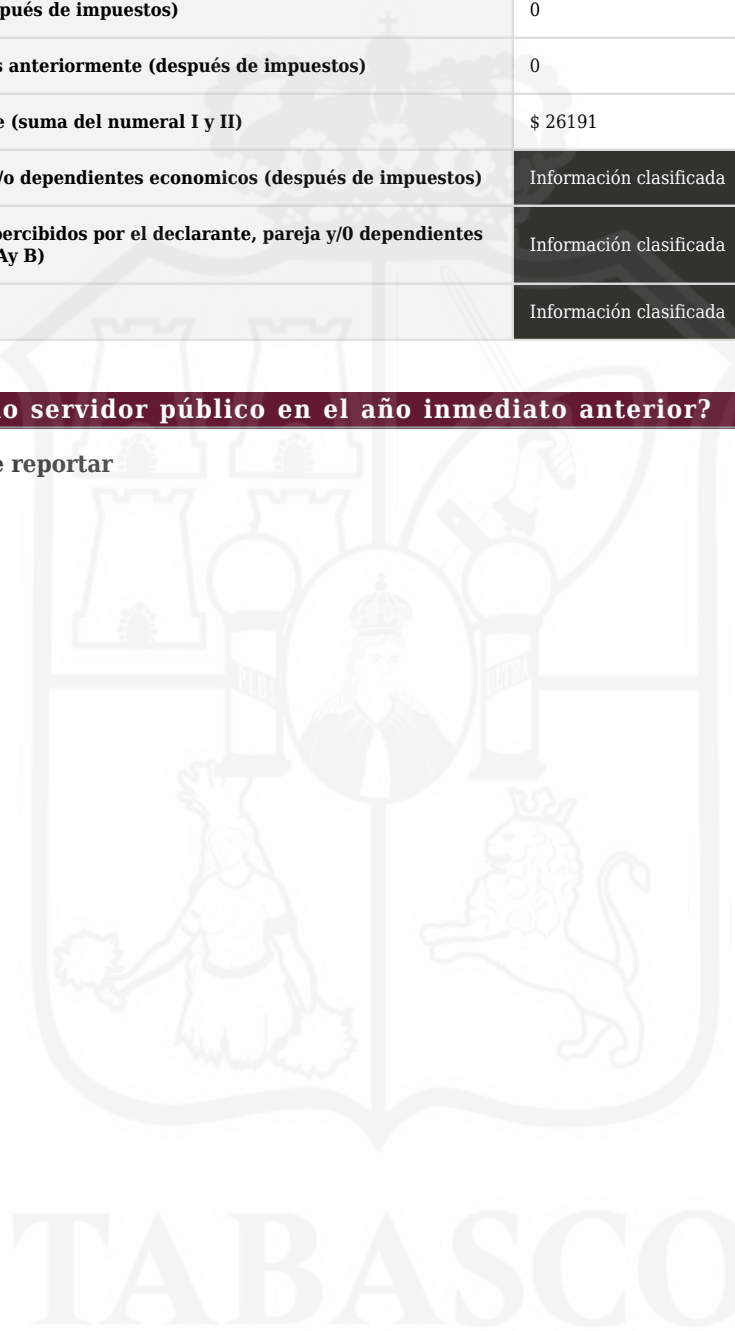 pués de impuestos)
0
s anteriormente (después de impuestos)
0
e (suma del numeral I y II)
$ 26191
/o dependientes economicos (después de impuestos)
Información clasificada
percibidos por el declarante, pareja y/0 dependientes
Información clasificada
Ay B)
Información clasificada
o servidor público en el año inmediato anterior?
e reportar
PLUS
ULTRA
TABASCO